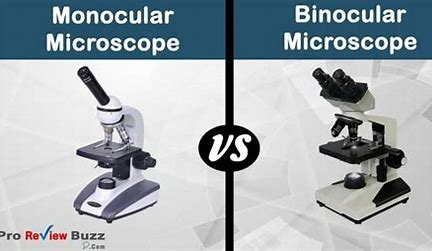 Monocular
Microscope
Binocular
Microscope
VS
Pro Review Buzz
.Com